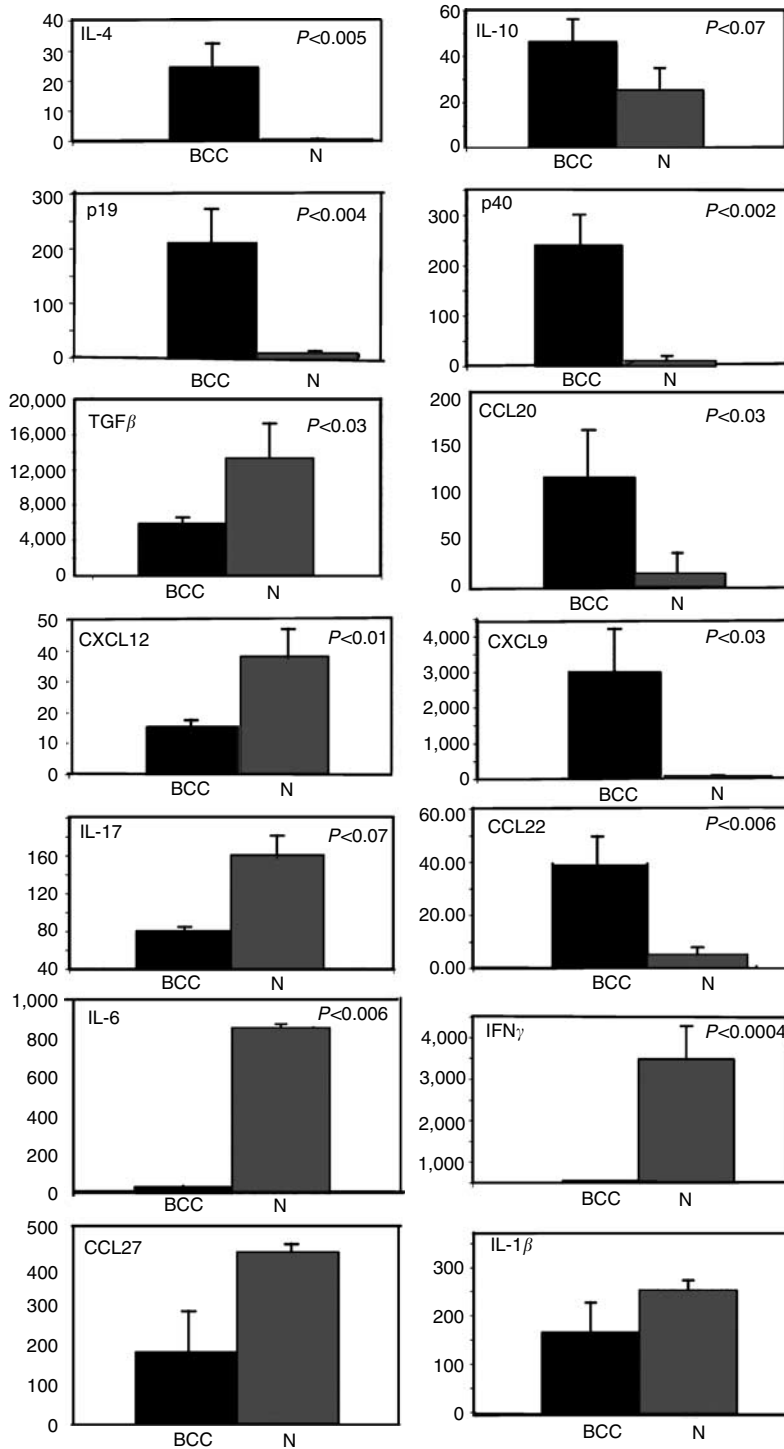 IL-4
P<0.005
40
30
20
10
0
BCC N
IL-10
P<0.07
60
40
20
0
BCC N
p19
P<0.004
300
200
100
0
BCC N
p40
P<0.002
300
200
100
0
BCC N
TGFβ
P<0.03
20,000
16,000
12,000
8,000
4,000
0
BCC N
CCL20
P<0.03
200
150
100
50
0
BCC N
CXCL12
P<0.01
50
40
30
20
10
0
BCC N
CXCL9
P<0.03
4,000
3,000
2,000
1,000
0
BCC N
IL-17
P<0.07
160
120
80
40
BCC N
CCL22
P<0.006
60.00
40.00
20.00
0.00
BCC N
IL-6
P<0.006
1,000
800
600
400
200
0
BCC N
IFNγ
P<0.0004
4,000
3,000
2,000
1,000
BCC N
CCL27
500
400
300
200
100
0
BCC N
IL-1β
300
200
100
0
BCC N